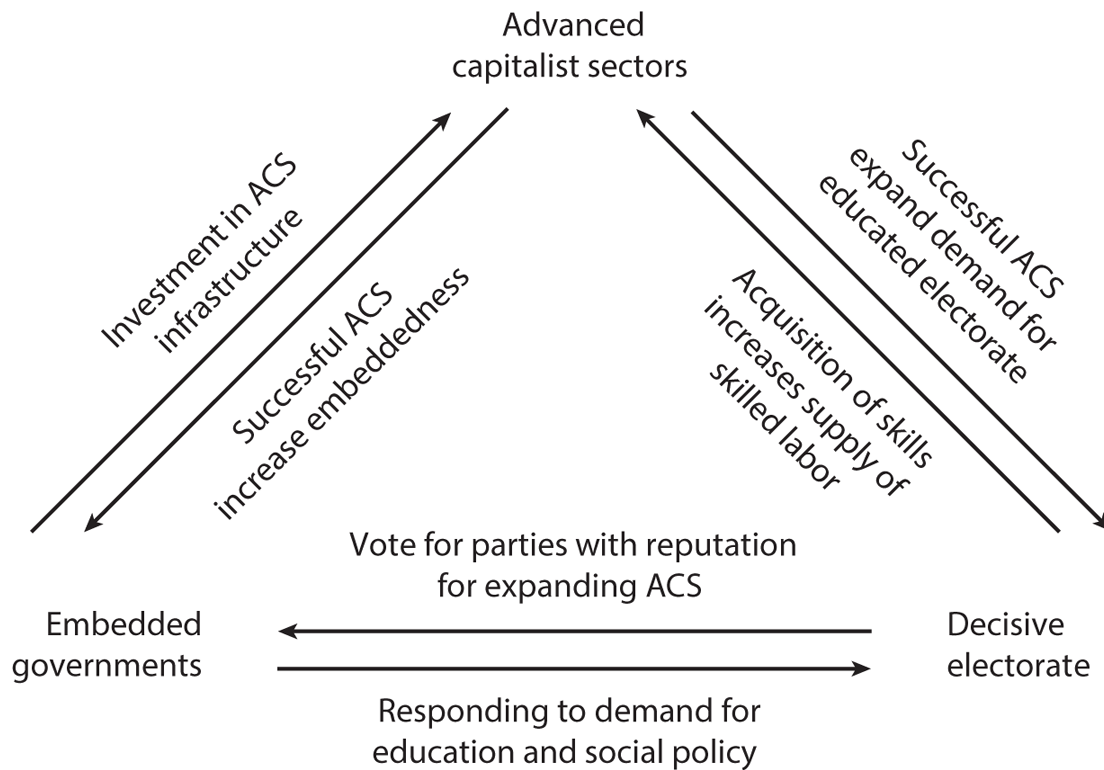 Advanced
capitalist sectors
Investment in ACS
infrastructure
Successful ACS
increase embeddedness
Successful ACS
expand demand for
educated electorate
Acquisition of skills
increases supply of
skilled labor
Vote for parties with reputation
for expanding ACS
Embedded
governments
Decisive
electorate
Responding to demand for
education and social policy